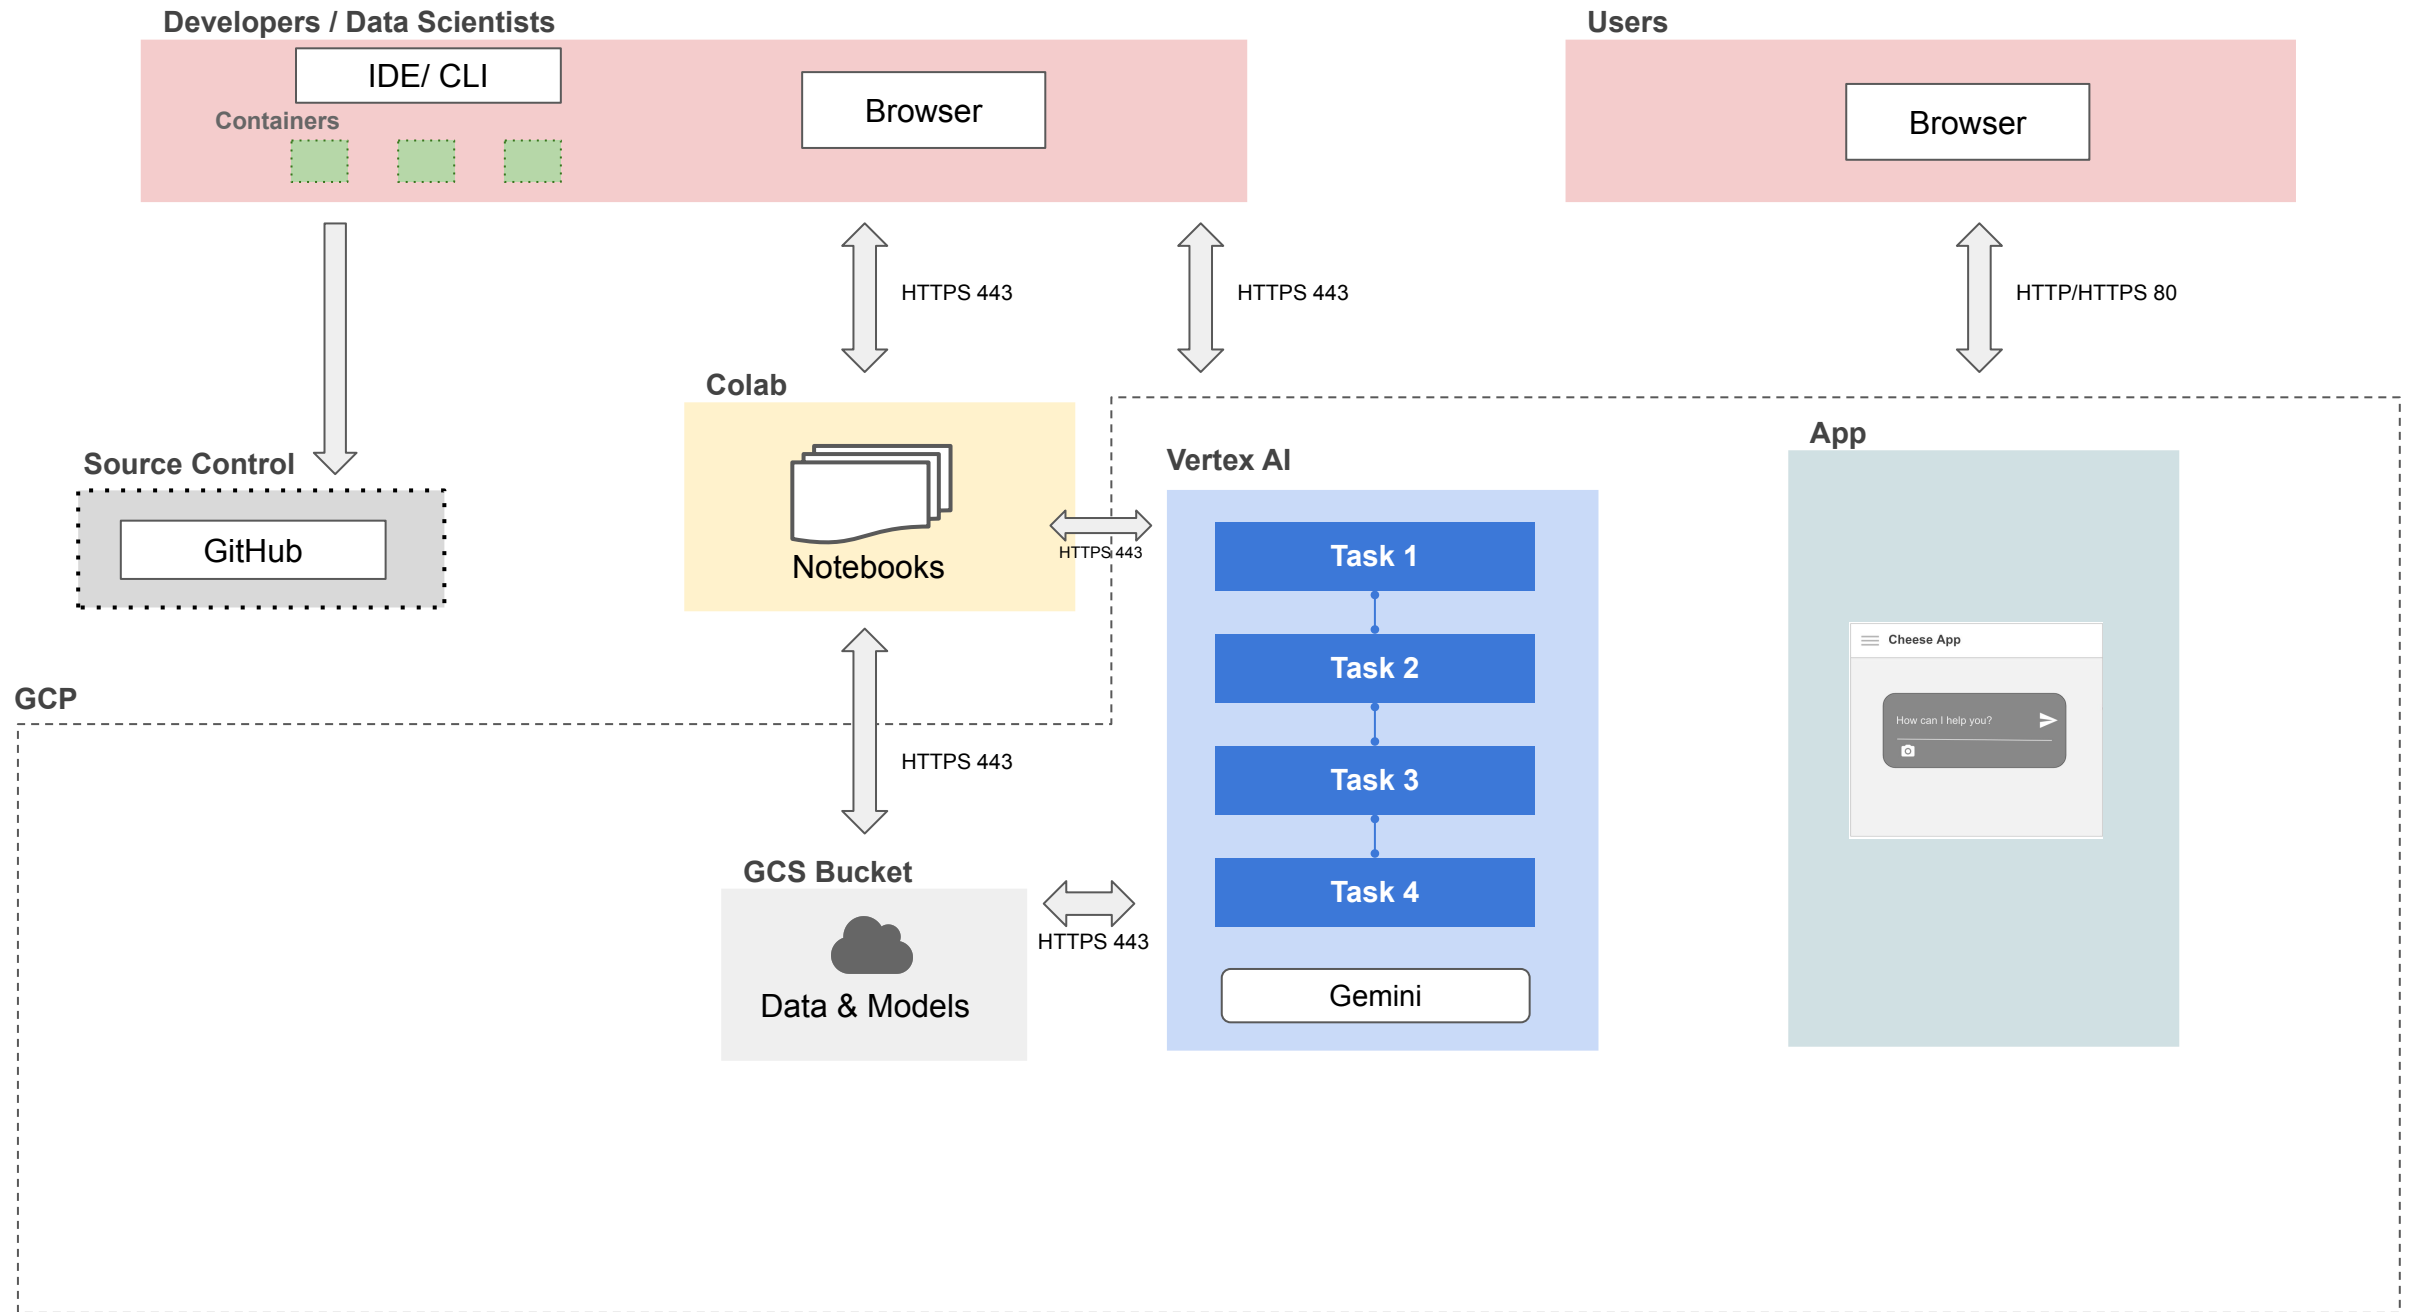 Developers / Data Scientists
Users
IDE/ CLI
Browser
Browser
Containers
HTTPS 443
HTTPS 443
HTTP/HTTPS 80
Colab
App
Source Control
Vertex AI
GitHub
Notebooks
HTTPS 443
Task 1
Task 2
Task 3
Task 4
Gemini
Cheese App
How can I help you?
GCP
HTTPS 443
GCS Bucket
Data & Models
HTTPS 443